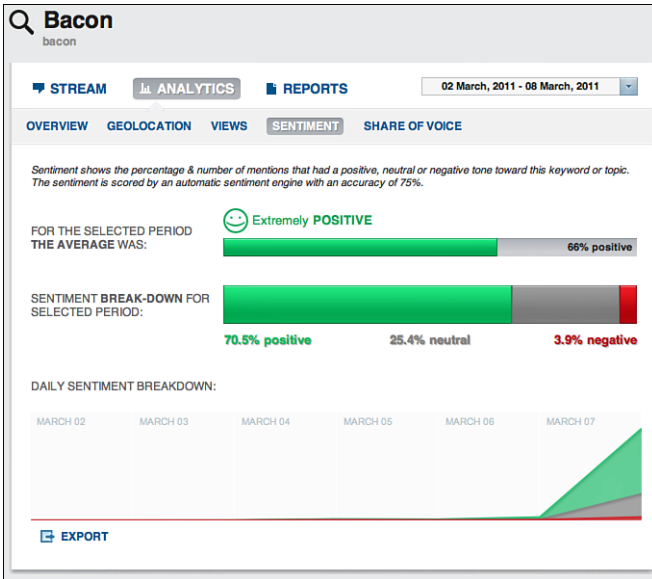 Bacon
bacon
STREAM ANALYTICS REPORTS 02 March, 2011 - 08 March, 2011
OVERVIEW GEOLOCATION VIEWS SENTIMENT SHARE OF VOICE
Sentiment shows the percentage & number of mentions that had a positive, neutral or negative tone toward this keyword or topic.
The sentiment is scored by an automatic sentiment engine with an accuracy of 75%.
Extremely POSITIVE
FOR THE SELECTED PERIOD
THE AVERAGE WAS:
66% positive
SENTIMENT BREAK-DOWN FOR
SELECTED PERIOD:
70.5% positive 25.4% neutral 3.9% negative
DAILY SENTIMENT BREAKDOWN:
MARCH 02 MARCH 03 MARCH 04 MARCH 05 MARCH 06 MARCH 07
EXPORT